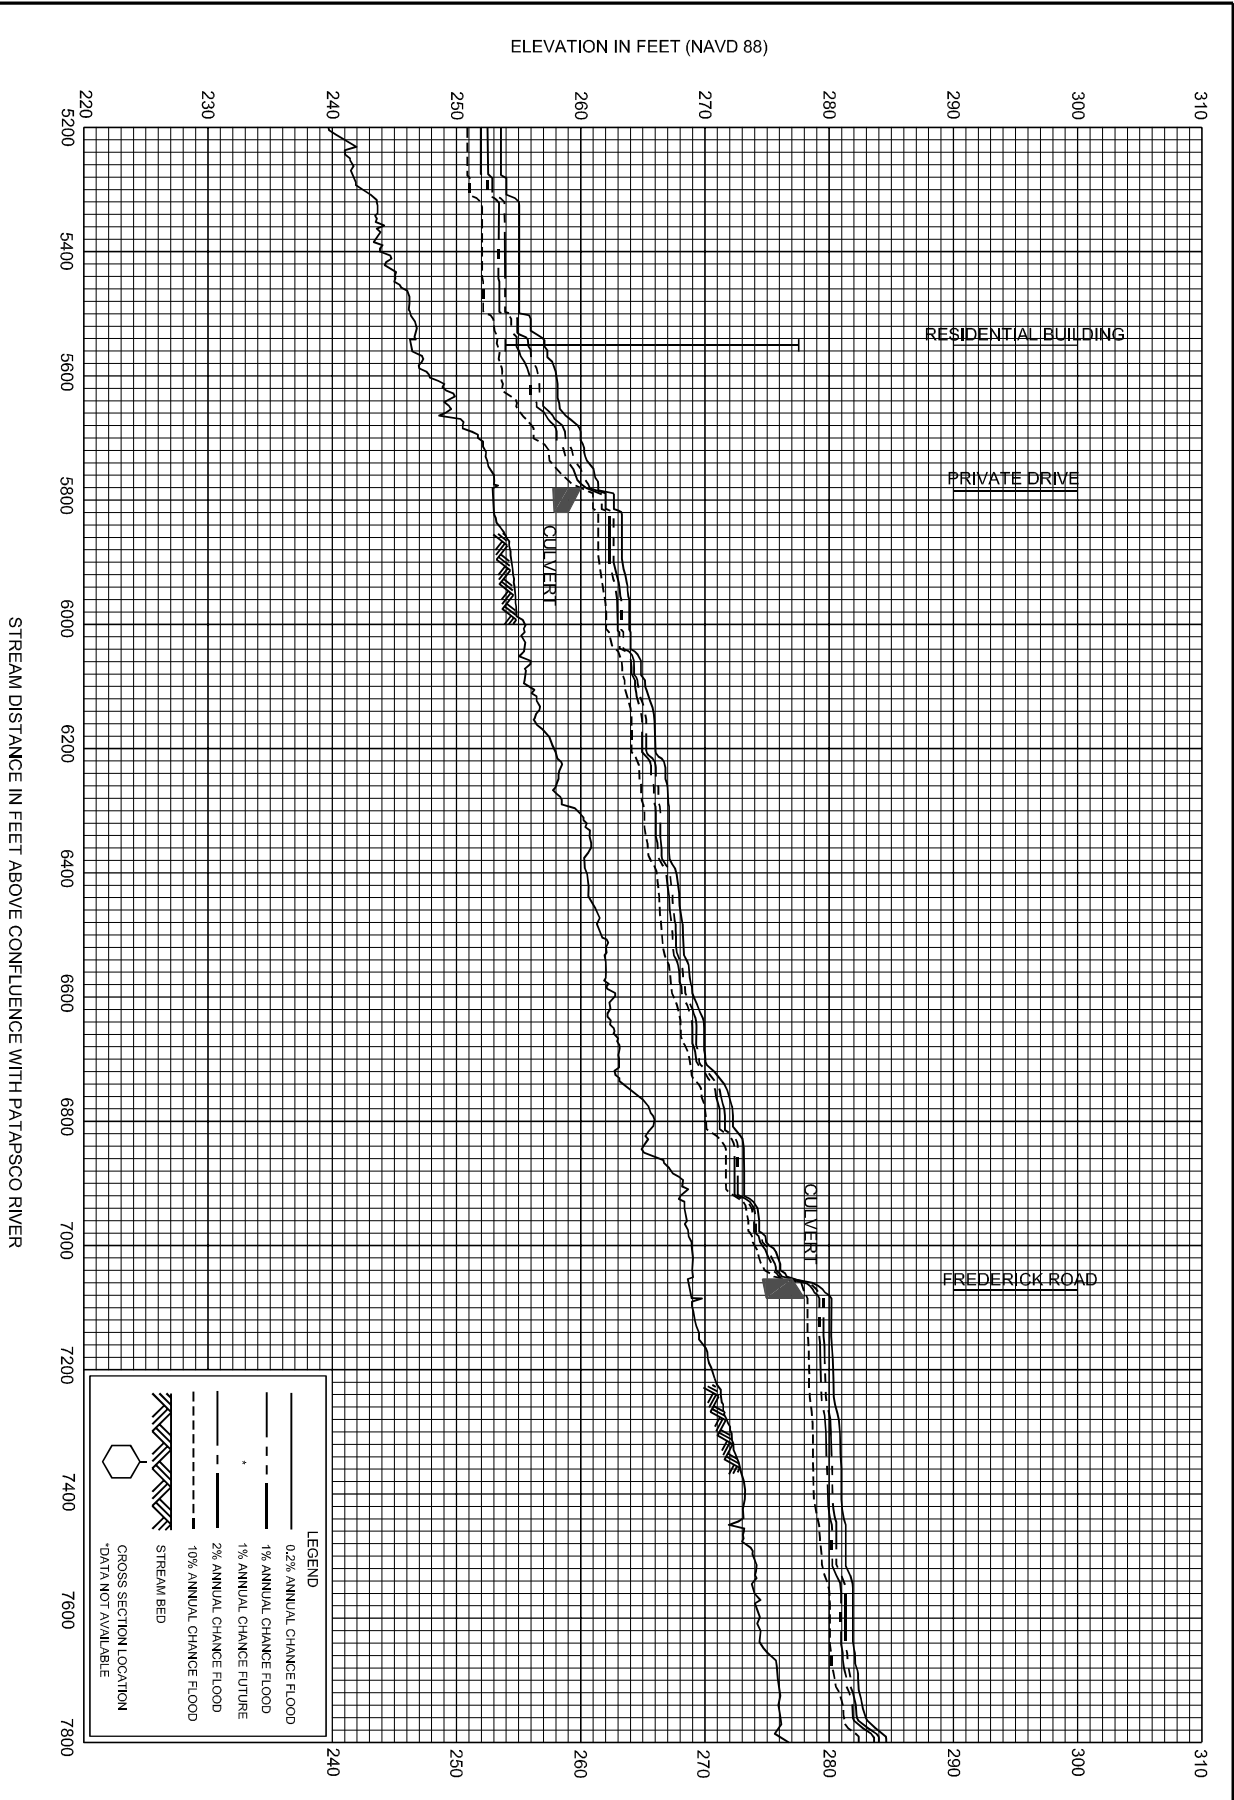 ELEVATION IN FEET (NAVD 88)
310
300
290
280
270
260
250
240
230
220
310
300
290
280
270
260
250
240
5200
5400
5600
5800
6000
6200
6400
6600
6800
7000
7200
7400
7600
7800
RESIDENTIAL BUILDING
PRIVATE DRIVE
FREDERICK ROAD
CULVERT
CULVERT
LEGEND
0.2% ANNUAL CHANCE FLOOD
1% ANNUAL CHANCE FLOOD
* 1% ANNUAL CHANCE FUTURE
2% ANNUAL CHANCE FLOOD
10% ANNUAL CHANCE FLOOD
STREAM BED
CROSS SECTION LOCATION
*DATA NOT AVAILABLE
STREAM DISTANCE IN FEET ABOVE CONFLUENCE WITH PATAPSCO RIVER